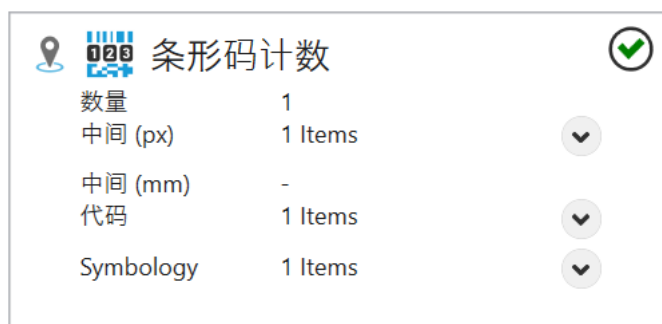 123 条形码计数
数量 1
中间 (px) 1 Items
中间 (mm) -
代码 1 Items
Symbology 1 Items